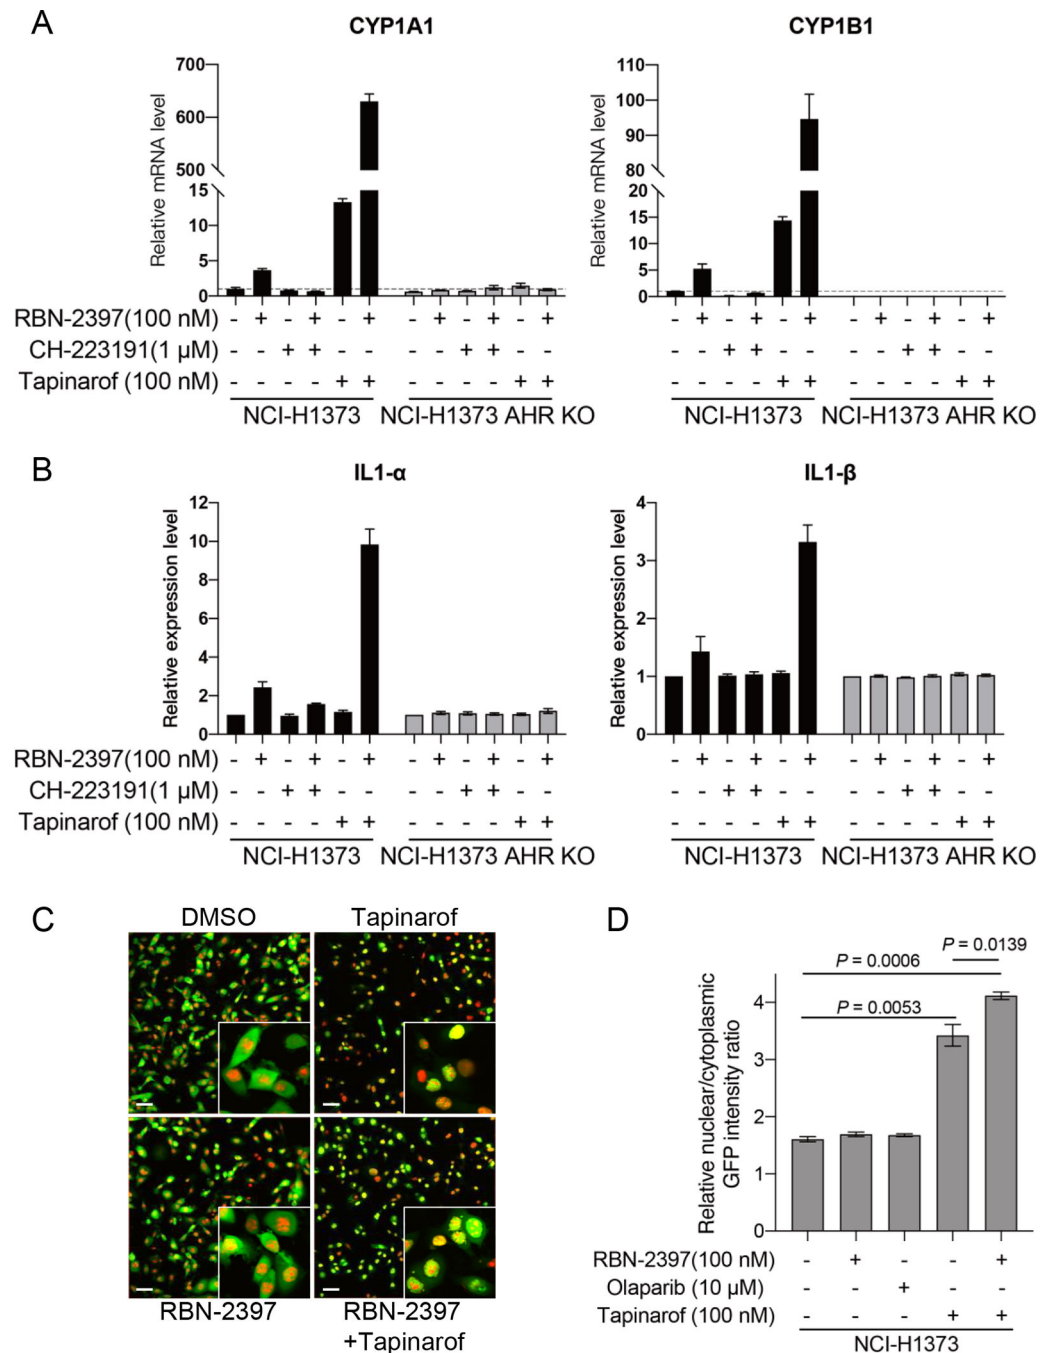 A
CYP1A1
CYP1B1
Relative mRNA level
700
600
500
15
10
5
0
Relative mRNA level
110
100
90
80
20
15
10
5
0
RBN-2397(100 nM) - + - + - + - + - + - + - + - + - + - + - + - +
CH-223191(1 µM) - - + + - - - - + + - - - - + + - - - - + + - -
Tapinarof (100 nM) - - - - + + - - - - + + - - - - + + - - - - + +
NCI-H1373 NCI-H1373 AHR KO NCI-H1373 NCI-H1373 AHR KO
B
IL1-α
IL1-β
Relative expression level
12
10
8
6
4
2
0
Relative expression level
4
3
2
1
0
RBN-2397(100 nM) - + - + - + - + - + - + - + - + - + - + - + - +
CH-223191(1 µM) - - + + - - - - + + - - - - + + - - - - + + - -
Tapinarof (100 nM) - - - - + + - - - - + + - - - - + + - - - - + +
NCI-H1373 NCI-H1373 AHR KO NCI-H1373 NCI-H1373 AHR KO
C
DMSO
Tapinarof
RBN-2397
RBN-2397
+Tapinarof
D
P = 0.0139
P = 0.0006
P = 0.0053
Relative nuclear/cytoplasmic
GFP intensity ratio
4
3
2
1
0
RBN-2397(100 nM) - + - - +
Olaparib (10 µM) - - + - -
Tapinarof (100 nM) - - - + +
NCI-H1373